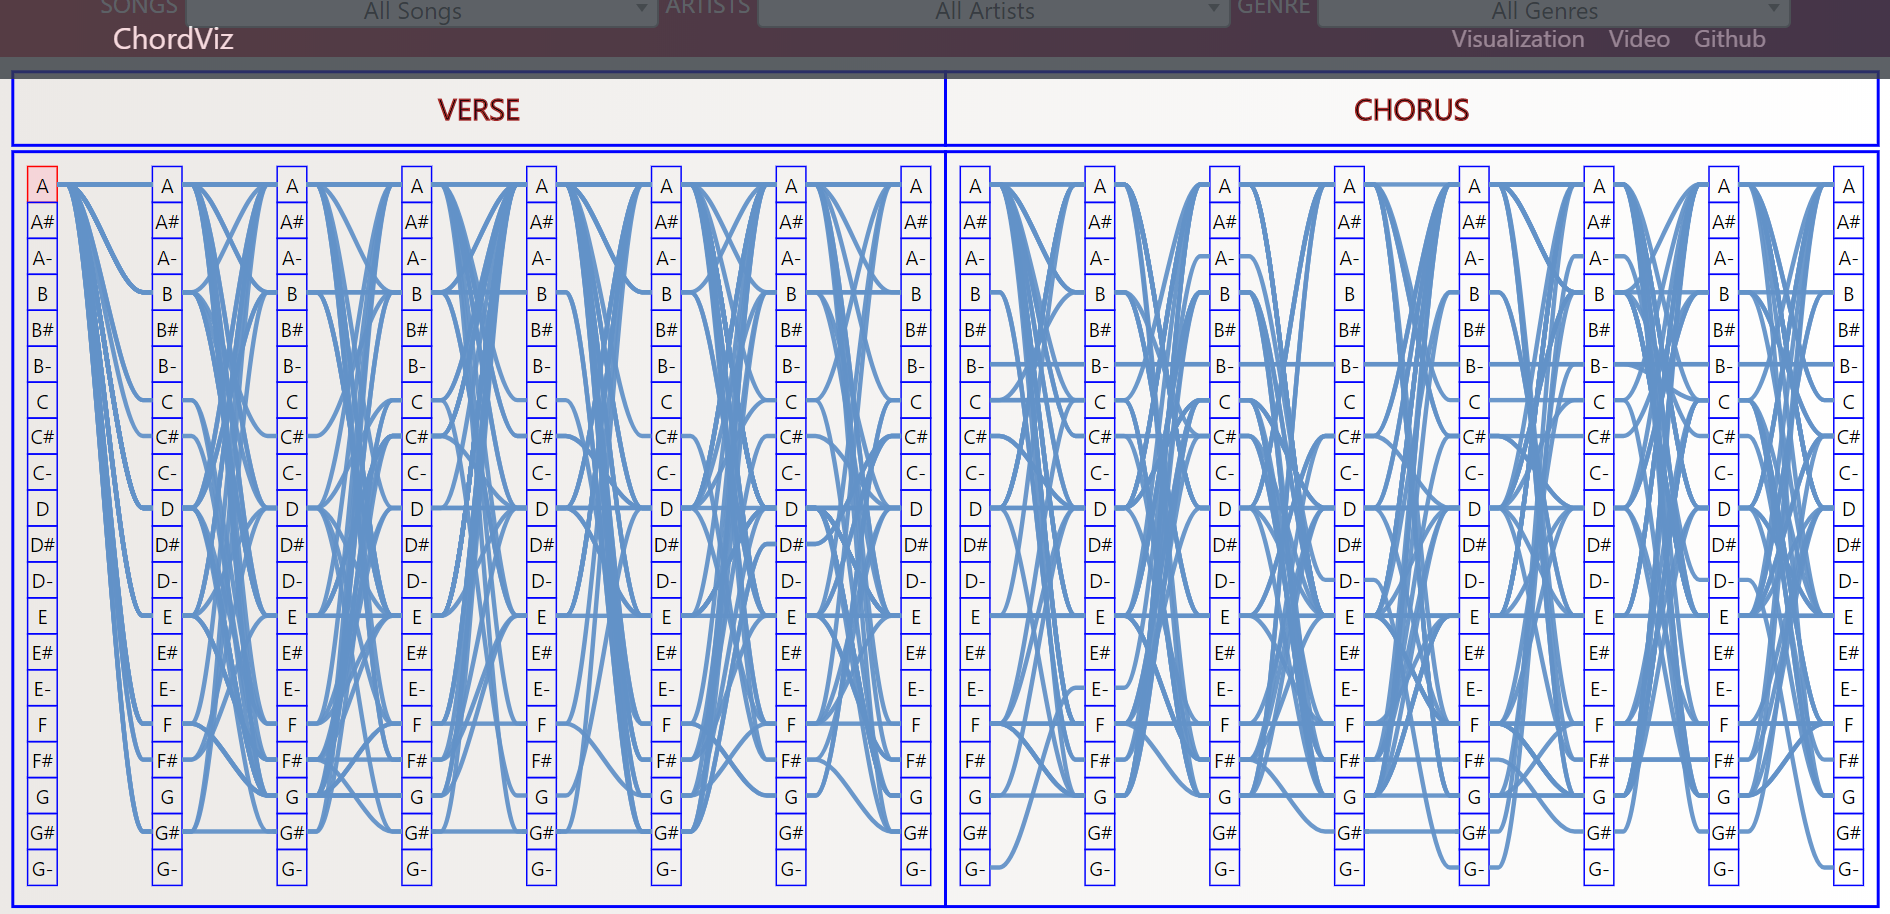 SONGS All Songs ARTISTS All Artists GENRE All Genres
ChordViz Visualization Video Github
VERSE CHORUS
A A A A A A A A A A A A A A A A
A# A# A# A# A# A# A# A# A# A# A# A# A# A# A# A#
A- A- A- A- A- A- A- A- A- A- A- A- A- A- A- A-
B B B B B B B B B B B B B B B B
B# B# B# B# B# B# B# B# B# B# B# B# B# B# B# B#
B- B- B- B- B- B- B- B- B- B- B- B- B- B- B- B-
C C C C C C C C C C C C C C C C
C# C# C# C# C# C# C# C# C# C# C# C# C# C# C# C#
C- C- C- C- C- C- C- C- C- C- C- C- C- C- C- C-
D D D D D D D D D D D D D D D D
D# D# D# D# D# D# D# D# D# D# D# D# D# D# D# D#
D- D- D- D- D- D- D- D- D- D- D- D- D- D- D- D-
E E E E E E E E E E E E E E E E
E# E# E# E# E# E# E# E# E# E# E# E# E# E# E# E#
E- E- E- E- E- E- E- E- E- E- E- E- E- E- E- E-
F F F F F F F F F F F F F F F F
F# F# F# F# F# F# F# F# F# F# F# F# F# F# F# F#
G G G G G G G G G G G G G G G G
G# G# G# G# G# G# G# G# G# G# G# G# G# G# G# G#
G- G- G- G- G- G- G- G- G- G- G- G- G- G- G- G-